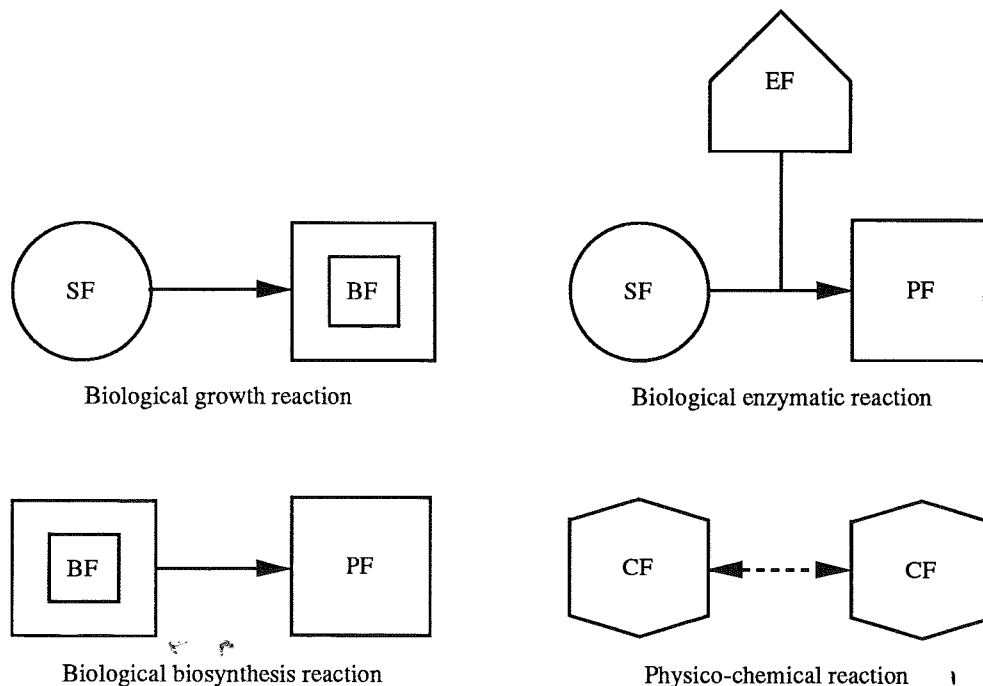 EF
SF
BF
SF
PF
Biological growth reaction
Biological enzymatic reaction
BF
PF
CF
CF
Biological biosynthesis reaction
Physico-chemical reaction